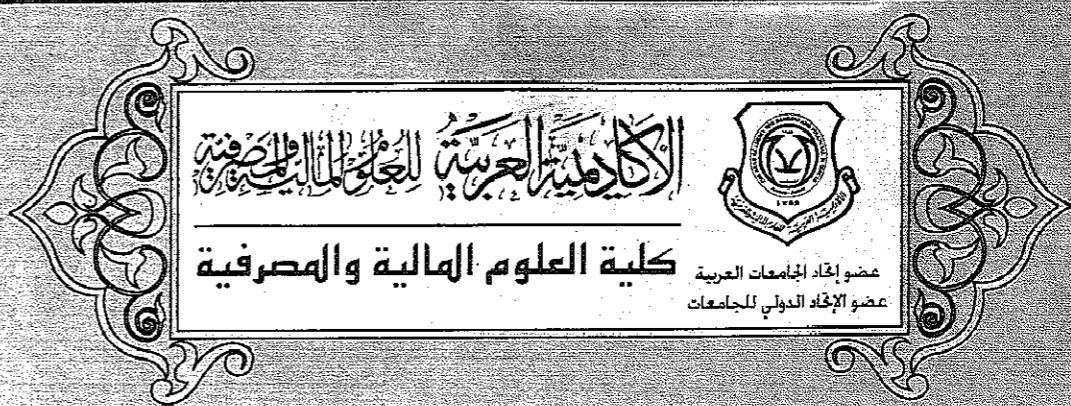 الأكاديمية العربية للعلوم المالية والمصرفية
كلية العلوم المالية والمصرفية
عضو إتحاد الجامعات العربية
عضو الإتحاد الدولي للجامعات